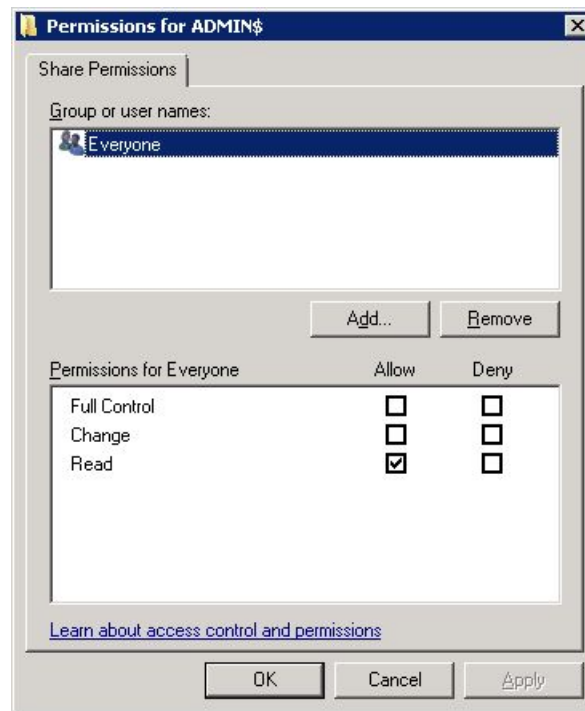 Permissions for ADMIN$
Share Permissions
Group or user names:
Everyone
Add... Remove
Permissions for Everyone Allow Deny
Full Control
Change
Read
Learn about access control and permissions
OK Cancel Apply